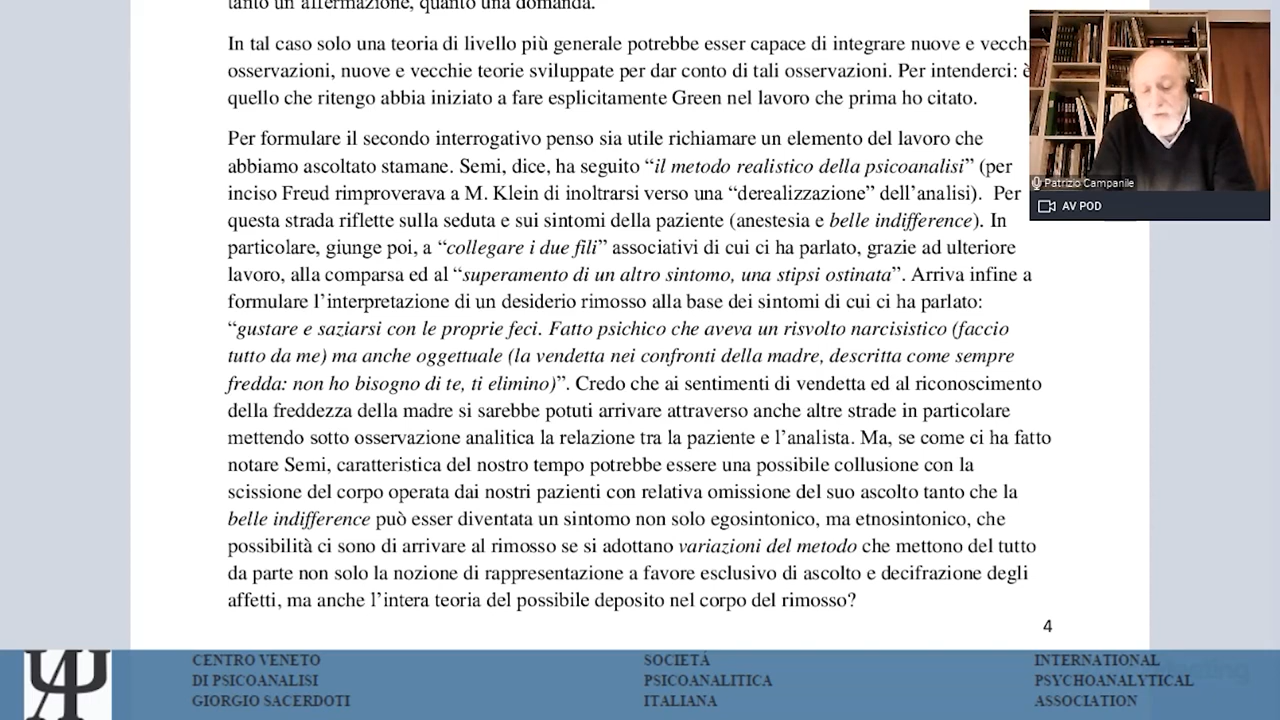 tanto un'affermazione, quanto una domanda.
In tal caso solo una teoria di livello più generale potrebbe esser capace di integrare nuove e vecch
osservazioni, nuove e vecchie teorie sviluppate per dar conto di tali osservazioni. Per intenderci: è
quello che ritengo abbia iniziato a fare esplicitamente Green nel lavoro che prima ho citato.
Per formulare il secondo interrogativo penso sia utile richiamare un elemento del lavoro che
abbiamo ascoltato stamane. Semi, dice, ha seguito “il metodo realistico della psicoanalisi” (per
inciso Freud improverava a M. Klein di inoltrarsi verso una “derealizzazione” dell’analisi). Per
questa strada riflette sulla seduta e sui sintomi della paziente (anestesia e belle indifference). In
particolare, giunge poi, a “collegare i due fili” associativi di cui ci ha parlato, grazie ad ulteriore
lavoro, alla comparsa ed al “superamento di un altro sintomo, una stipsi ostinata”. Arriva infine a
formulare l’interpretazione di un desiderio rimosso alla base dei sintomi di cui ci ha parlato:
“gustare e saziarsi con le proprie feci. Fatto psichico che aveva un risvolto narcisistico (faccio
tutto da me) ma anche oggettuale (la vendetta nei confronti della madre, descritta come sempre
fredda: non ho bisogno di te, ti elimino)”. Credo che ai sentimenti di vendetta ed al riconoscimento
della freddezza della madre si sarebbe potuti arrivare attraverso anche altre strade in particolare
mettendo sotto osservazione analitica la relazione tra la paziente e l’analista. Ma, se come ci ha fatto
notare Semi, caratteristica del nostro tempo potrebbe essere una possibile collusione con la
scissione del corpo operata dai nostri pazienti con relativa omissione del suo ascolto tanto che la
belle indifference può esser diventata un sintomo non solo egosintonico, ma etnosintonico, che
possibilità ci sono di arrivare al rimosso se si adottano variazioni del metodo che mettono del tutto
da parte non solo la nozione di rappresentazione a favore esclusivo di ascolto e decifrazione degli
affetti, ma anche l’intera teoria del possibile deposito nel corpo del rimosso?
4
Patrizio Campanile
AV POD
CENTRO VENETO
DI PSICOANALISI
GIORGIO SACERDOTI
SOCIETÁ
PSICOANALITICA
ITALIANA
INTERNATIONAL
PSYCHOANALYTICAL
ASSOCIATION